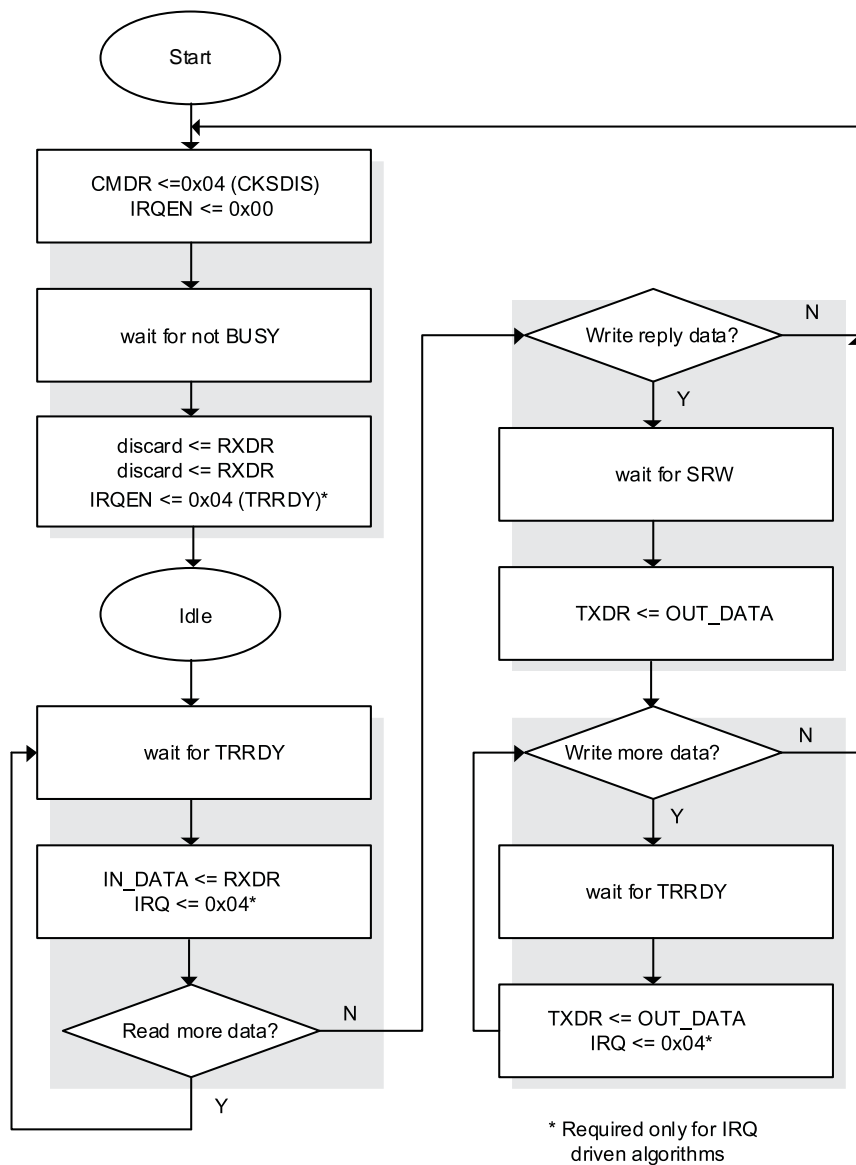 Start
CMDR <=0x04 (CKSDIS)
IRQEN <= 0x00
wait for not BUSY
discard <= RXDR
discard <= RXDR
IRQEN <= 0x04 (TRRDY)*
Idle
wait for TRRDY
IN_DATA <= RXDR
IRQ <= 0x04*
Read more data?
N
Y
Write reply data?
N
Y
wait for SRW
TXDR <= OUT_DATA
Write more data?
N
Y
wait for TRRDY
TXDR <= OUT_DATA
IRQ <= 0x04*
* Required only for IRQ
driven algorithms